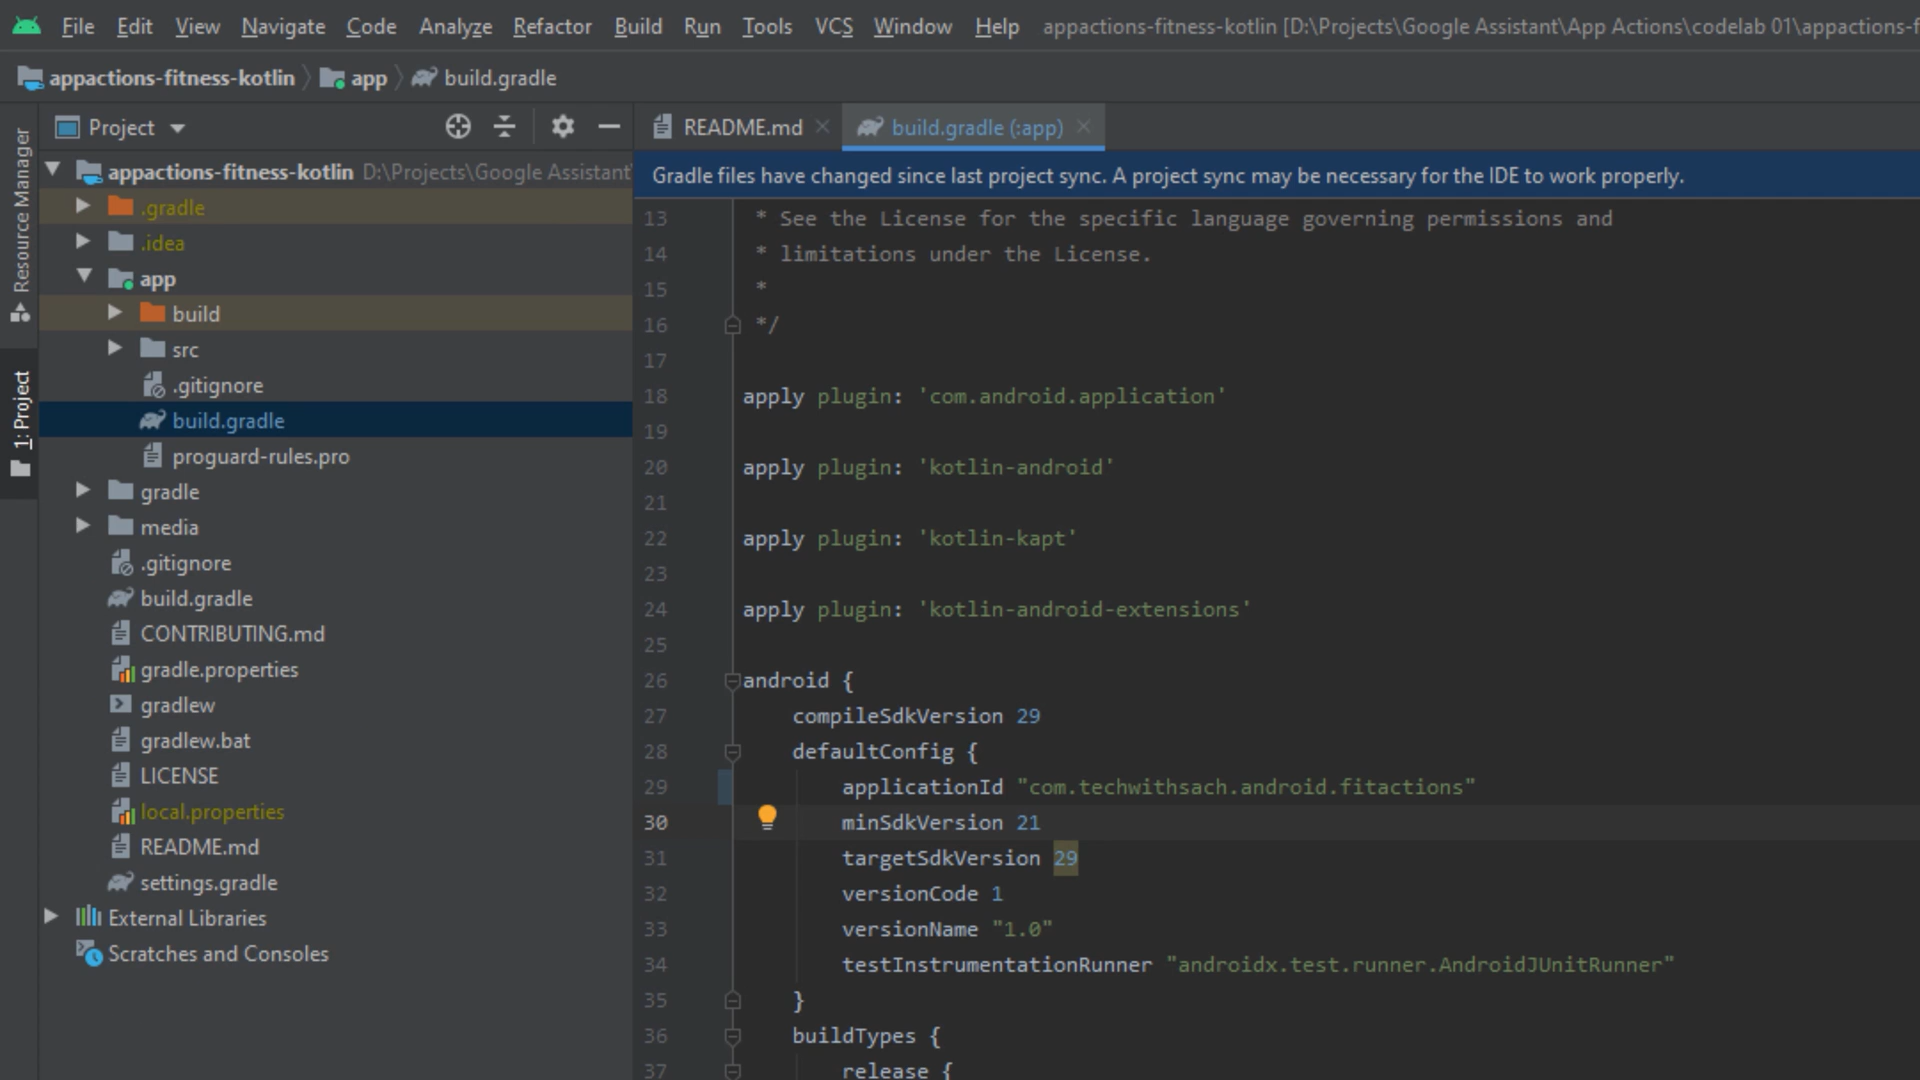 File Edit View Navigate Code Analyze Refactor Build Run Tools VCS Window Help appactions-fitness-kotlin [D:\Projects\Google Assistant\App Actions\codelab 01\appactions-f
appactions-fitness-kotlin app build.gradle
Project
README.md
build.gradle (:app)
Resource Manager
1: Project
appactions-fitness-kotlin D:\Projects\Google Assistant\
.gradle
.idea
app
build
src
.gitignore
build.gradle
proguard-rules.pro
gradle
media
.gitignore
build.gradle
CONTRIBUTING.md
gradle.properties
gradlew
gradlew.bat
LICENSE
local.properties
README.md
settings.gradle
External Libraries
Scratches and Consoles
Gradle files have changed since last project sync. A project sync may be necessary for the IDE to work properly.
13 * See the License for the specific language governing permissions and
14 * limitations under the License.
15 *
16 */
17
18 apply plugin: 'com.android.application'
19
20 apply plugin: 'kotlin-android'
21
22 apply plugin: 'kotlin-kapt'
23
24 apply plugin: 'kotlin-android-extensions'
25
26 android {
27 compileSdkVersion 29
28 defaultConfig {
29 applicationId "com.techwithsach.android.fitactions"
30 minSdkVersion 21
31 targetSdkVersion 29
32 versionCode 1
33 versionName "1.0"
34 testInstrumentationRunner "androidx.test.runner.AndroidJUnitRunner"
35 }
36 buildTypes {
37 release {